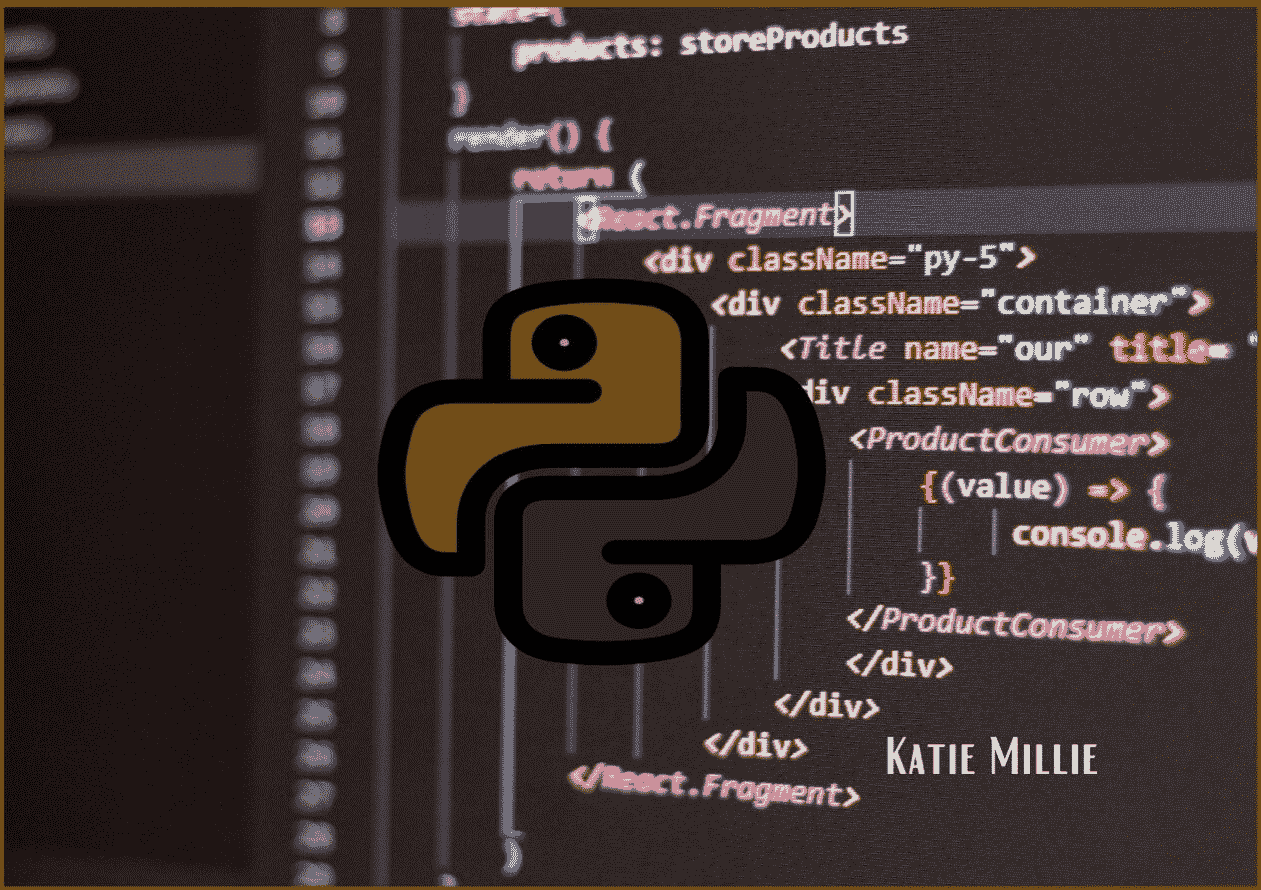 products: storeProducts
}
render() {
return (
<React.Fragment>
<div className="py-5">
<div className="container">
<Title name="our" title= "
div className="row">
<ProductConsumer>
{(value) => {
console.log(v
}}
</ProductConsumer>
</div>
</div>
</div>
KATIE MILLIE
</React.Fragment>
)